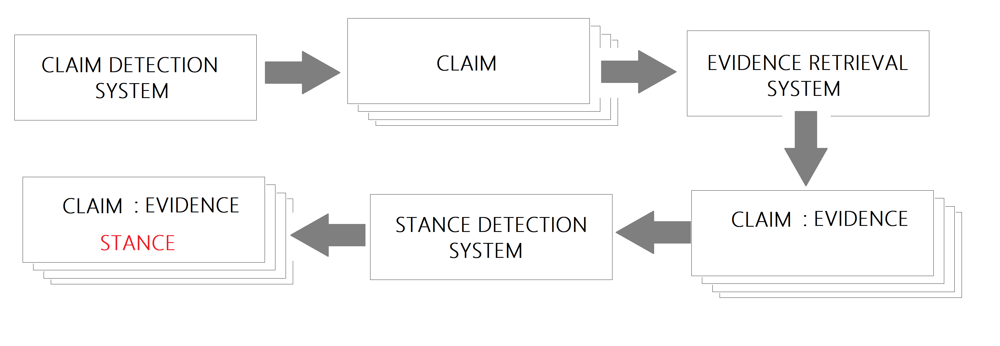 CLAIM DETECTION
SYSTEM
CLAIM
EVIDENCE RETRIEVAL
SYSTEM
CLAIM : EVIDENCE
STANCE
STANCE DETECTION
SYSTEM
CLAIM : EVIDENCE